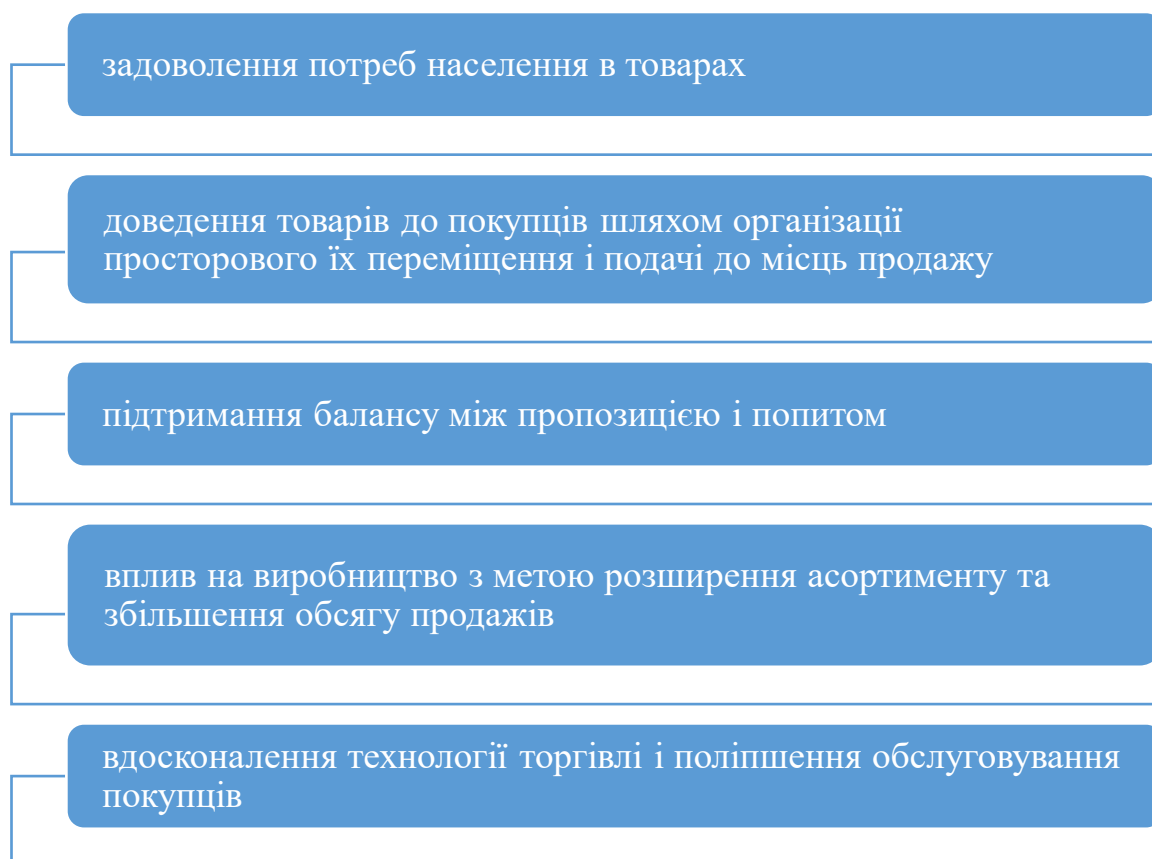 задоволення потреб населення в товарах
доведення товарів до покупців шляхом організації
просторового їх переміщення і подачі до місць продажу
підтримання балансу між пропозицією і попитом
вплив на виробництво з метою розширення асортименту та
збільшення обсягу продажів
вдосконалення технології торгівлі і поліпшення обслуговування
покупців